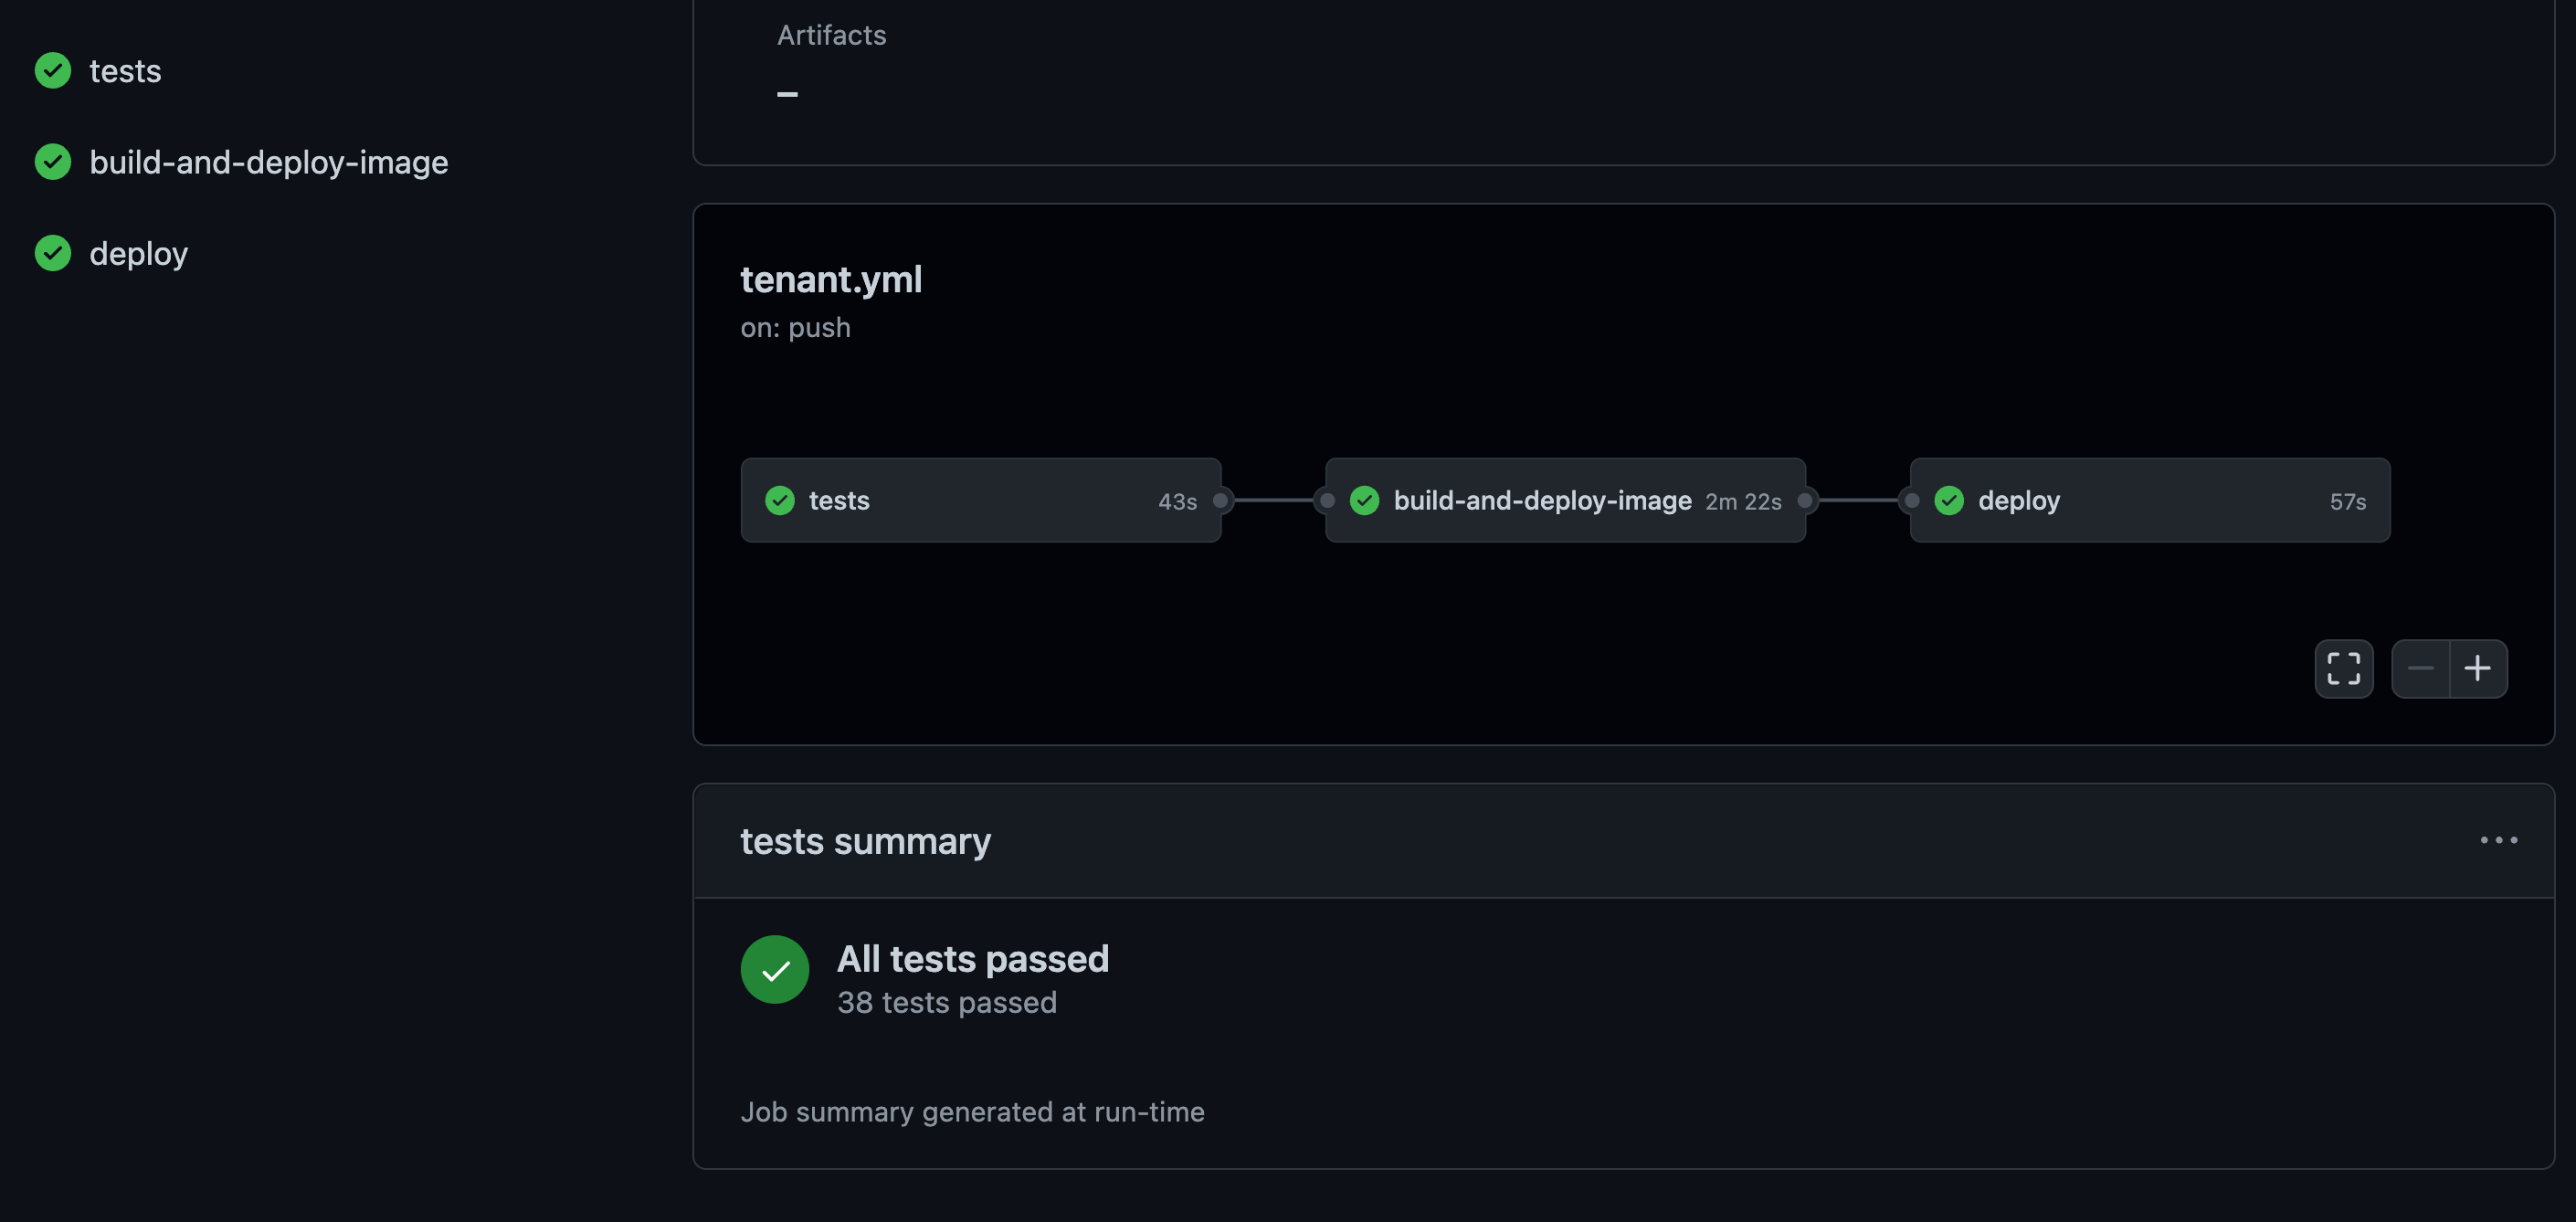 tests
build-and-deploy-image
deploy
Artifacts
–
tenant.yml
on: push
tests 43s
build-and-deploy-image 2m 22s
deploy 57s
tests summary
All tests passed
38 tests passed
Job summary generated at run-time